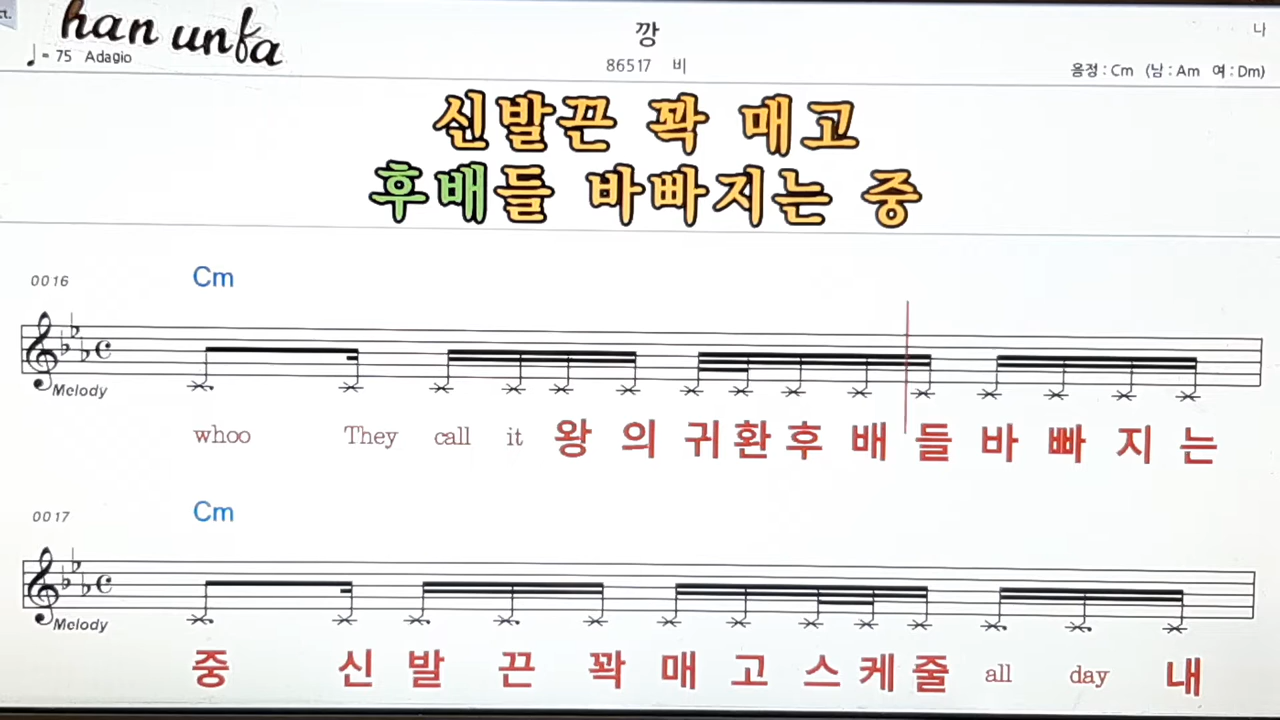 han unfa
깡
나
♩= 75 Adagio
86517 비
음정 : Cm (남 : Am 여 : Dm)
신발끈 꽉 매고
후배들 바빠지는 중
0016
Cm
Melody
whoo They call it 왕 의 귀 환 후 배 들 바 빠 지 는
0017
Cm
Melody
중 신 발 끈 꽉 매 고 스 케 줄 all day 내